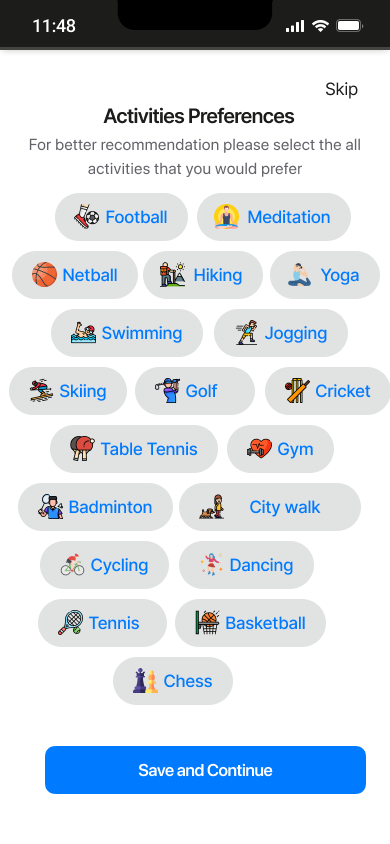 11:48
Skip
Activities Preferences
For better recommendation please select the all
activities that you would prefer
Football Meditation
Netball Hiking Yoga
Swimming Jogging
Skiing Golf Cricket
Table Tennis Gym
Badminton City walk
Cycling Dancing
Tennis Basketball
Chess
Save and Continue